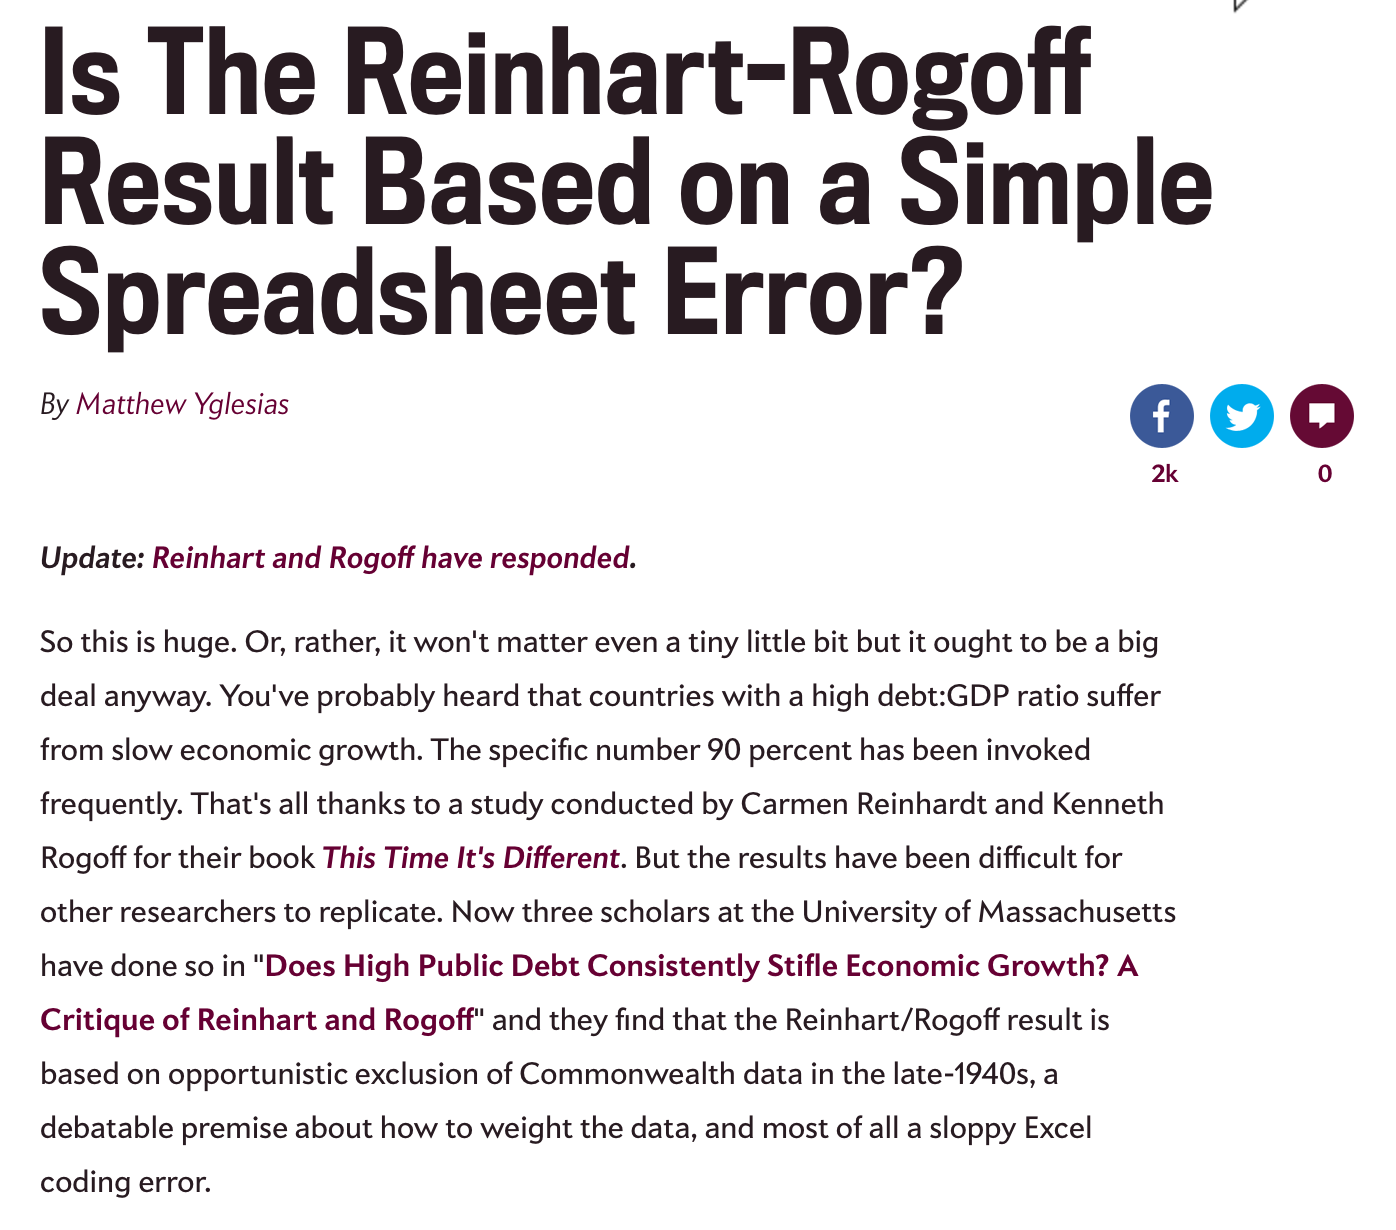 Is The Reinhart-Rogoff
Result Based on a Simple
Spreadsheet Error?
By Matthew Yglesias
2k
0
Update: Reinhart and Rogoff have responded.
So this is huge. Or, rather, it won't matter even a tiny little bit but it ought to be a big
deal anyway. You've probably heard that countries with a high debt:GDP ratio suffer
from slow economic growth. The specific number 90 percent has been invoked
frequently. That's all thanks to a study conducted by Carmen Reinhardt and Kenneth
Rogoff for their book This Time It's Different. But the results have been difficult for
other researchers to replicate. Now three scholars at the University of Massachusetts
have done so in "Does High Public Debt Consistently Stifle Economic Growth? A
Critique of Reinhart and Rogoff" and they find that the Reinhart/Rogoff result is
based on opportunistic exclusion of Commonwealth data in the late-1940s, a
debatable premise about how to weight the data, and most of all a sloppy Excel
coding error.